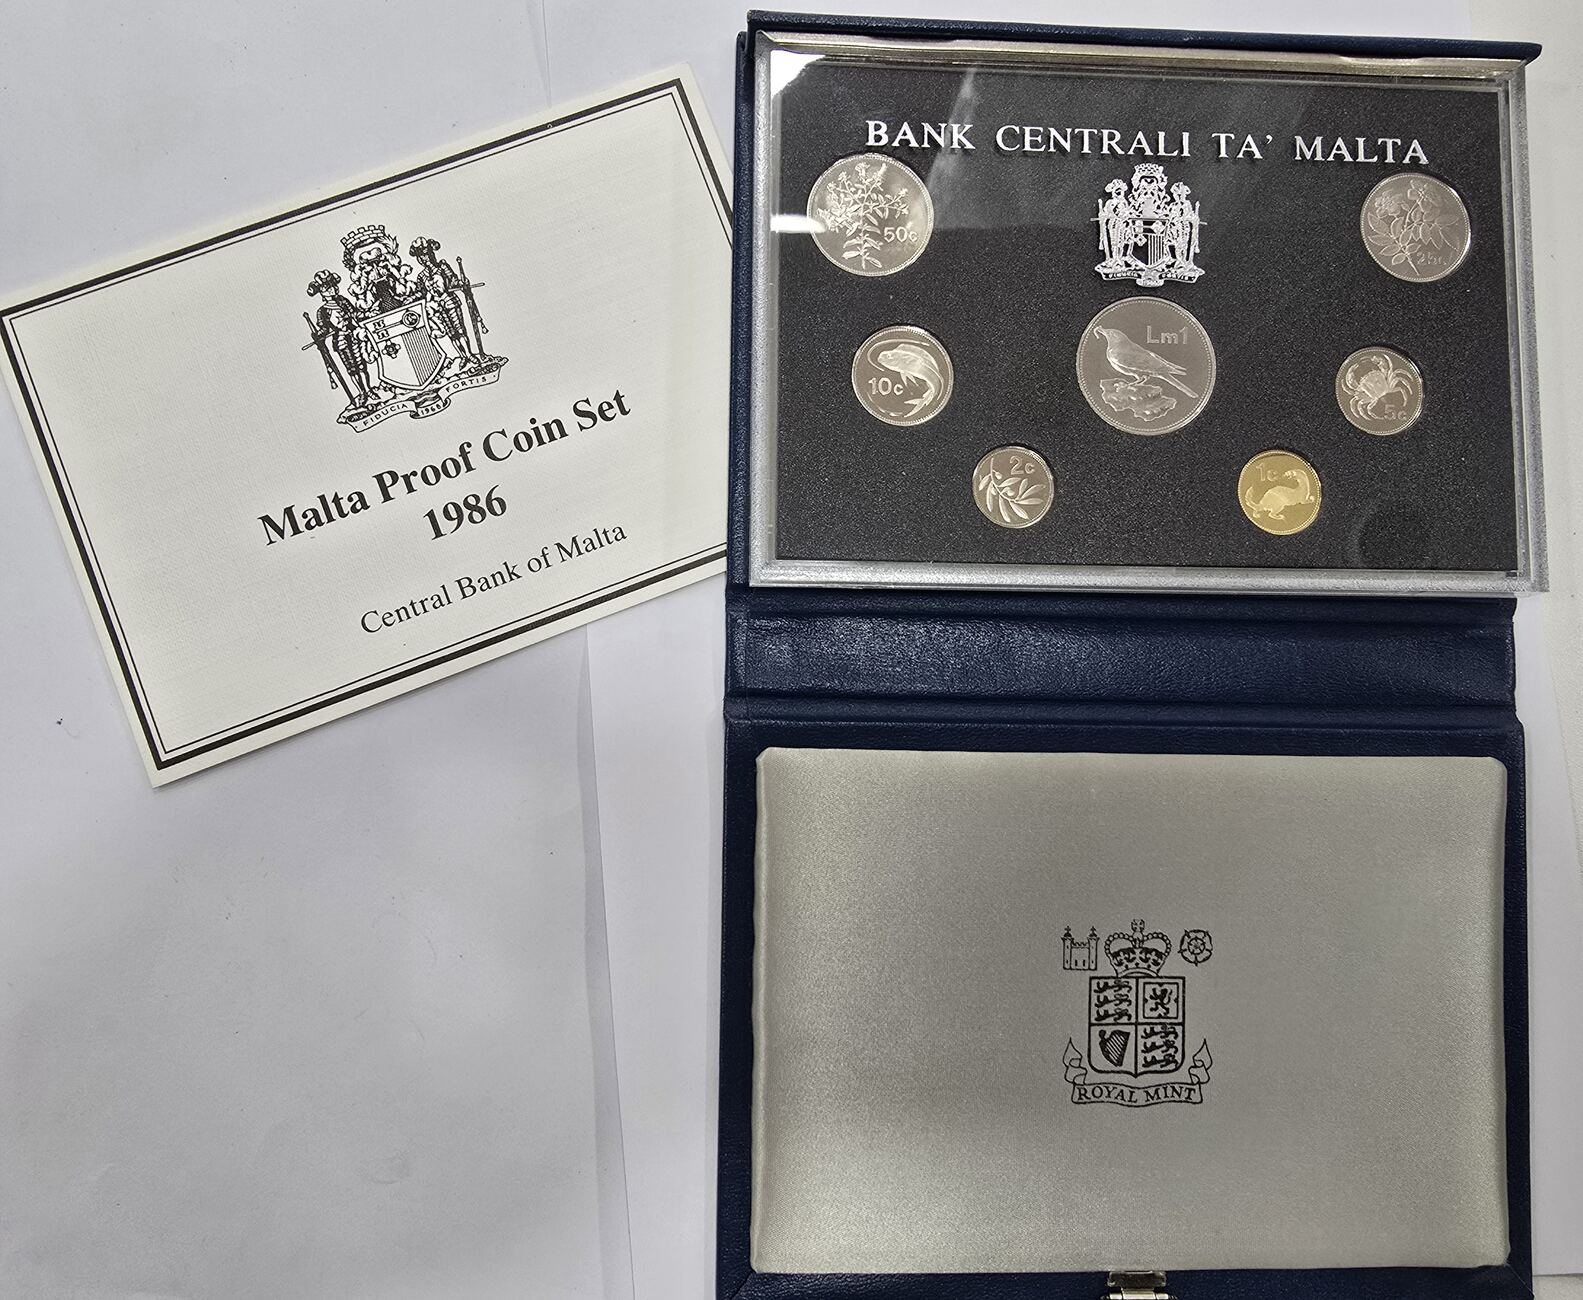 FIDUCIA 1968 FORTIS
Malta Proof Coin Set
1986
Central Bank of Malta
BANK CENTRALI TA' MALTA
50c
25c
10c
Lm1
5c
2c
1c
ROYAL MINT